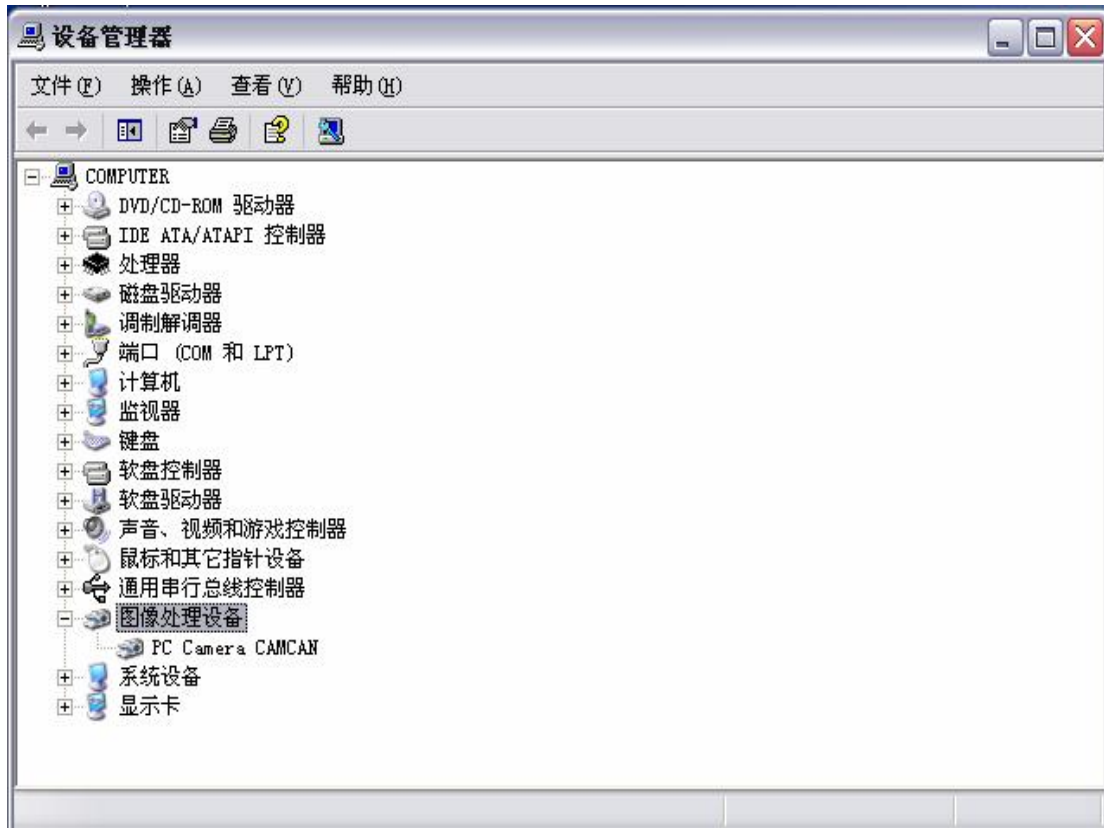 设备管理器
文件(F) 操作(A) 查看(V) 帮助(H)
COMPUTER
DVD/CD-ROM 驱动器
IDE ATA/ATAPI 控制器
处理器
磁盘驱动器
调制解调器
端口 (COM 和 LPT)
计算机
监视器
键盘
软盘控制器
软盘驱动器
声音、视频和游戏控制器
鼠标和其它指针设备
通用串行总线控制器
图像处理设备
PC Camera CAMCAN
系统设备
显示卡